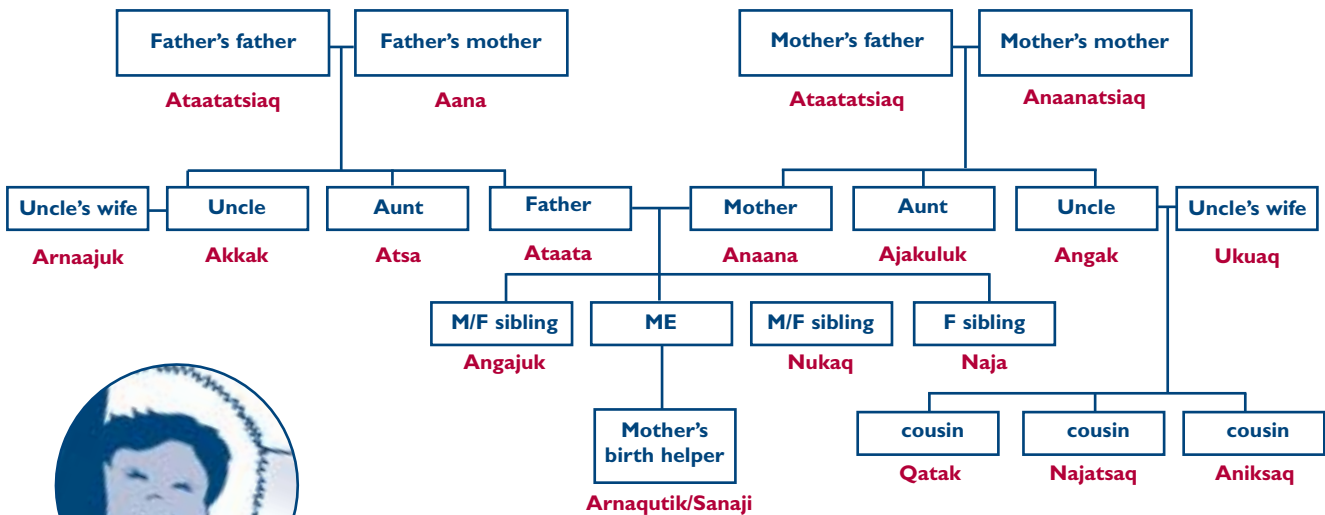 Father’s father
Father’s mother
Mother’s father
Mother’s mother
Ataatatsiaq
Aana
Ataatatsiaq
Anaanatsiaq
Uncle’s wife
Uncle
Aunt
Father
Mother
Aunt
Uncle
Uncle’s wife
Arnaajuk
Akkak
Atsa
Ataata
Anaana
Ajakuluk
Angak
Ukuaq
M/F sibling
ME
M/F sibling
F sibling
Angajuk
Nukaq
Naja
Mother’s
birth helper
cousin
cousin
cousin
Qatak
Najatsaq
Aniksaq
Arnaqutik/Sanaji